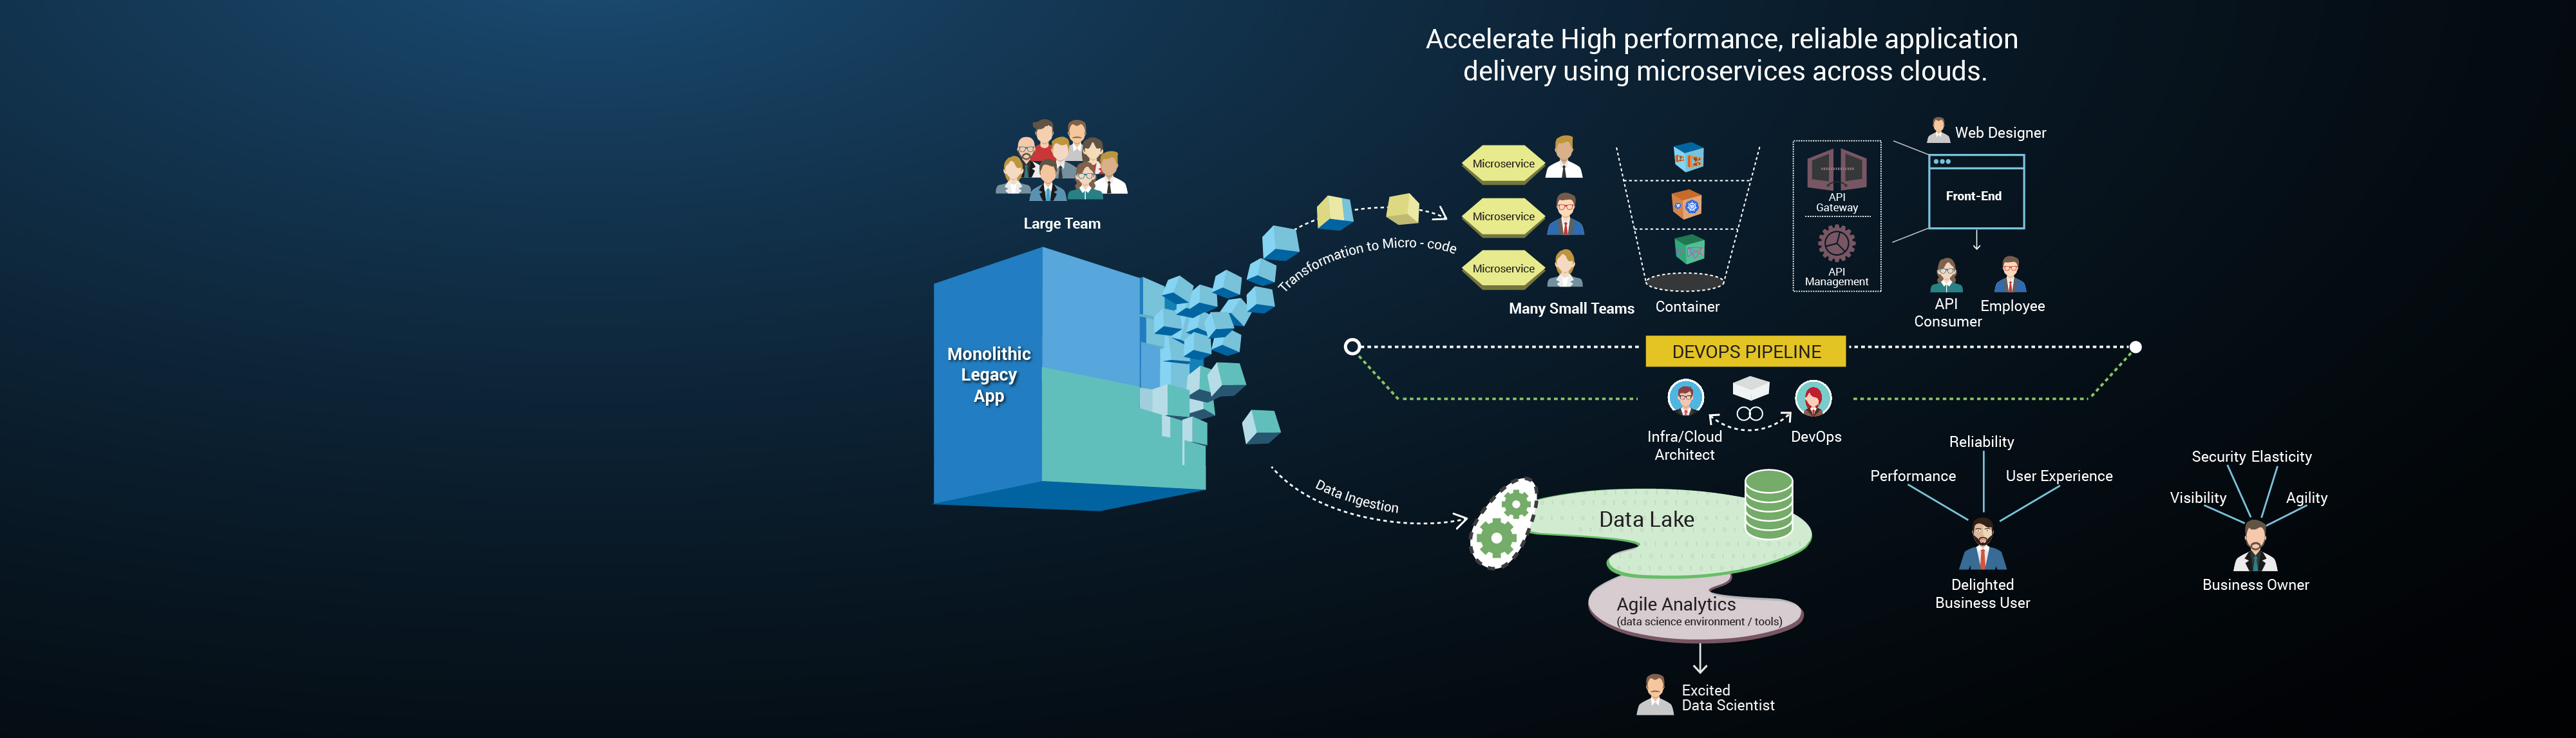 Accelerate High performance, reliable application
delivery using microservices across clouds.
Large Team
Monolithic
Legacy
App
Transformation to Micro - code
Microservice
Microservice
Microservice
Many Small Teams
Container
API
Gateway
API
Management
Web Designer
Front-End
API
Consumer
Employee
DEVOPS PIPELINE
Infra/Cloud
Architect
DevOps
Data Ingestion
Data Lake
Agile Analytics
(data science environment / tools)
Excited
Data Scientist
Reliability
Performance
User Experience
Delighted
Business User
Security Elasticity
Visibility
Agility
Business Owner